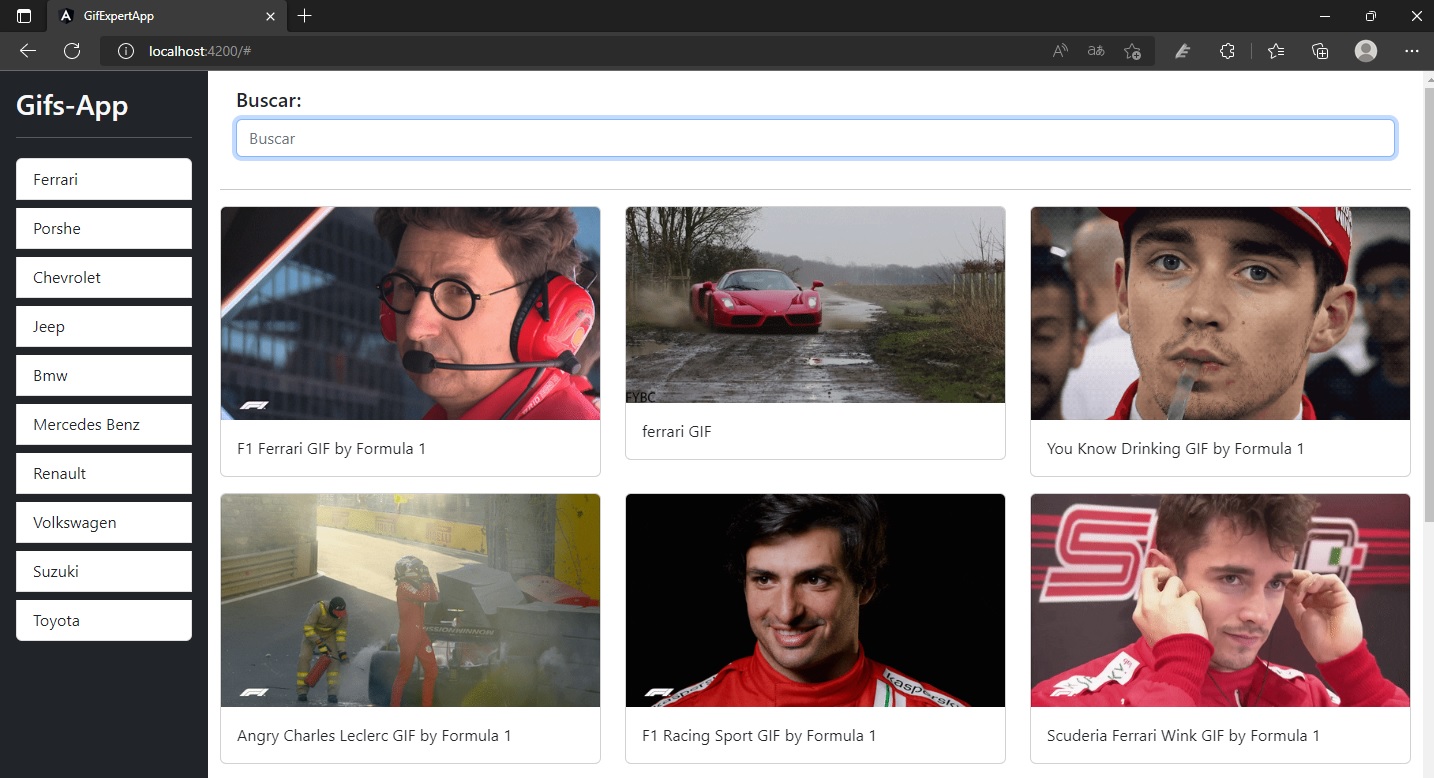 GifExpertApp
localhost:4200/#
Gifs-App
Ferrari
Porshe
Chevrolet
Jeep
Bmw
Mercedes Benz
Renault
Volkswagen
Suzuki
Toyota
Buscar:
Buscar
FYBC
F1 Ferrari GIF by Formula 1
ferrari GIF
You Know Drinking GIF by Formula 1
kaspersky
Angry Charles Leclerc GIF by Formula 1
F1 Racing Sport GIF by Formula 1
Scuderia Ferrari Wink GIF by Formula 1